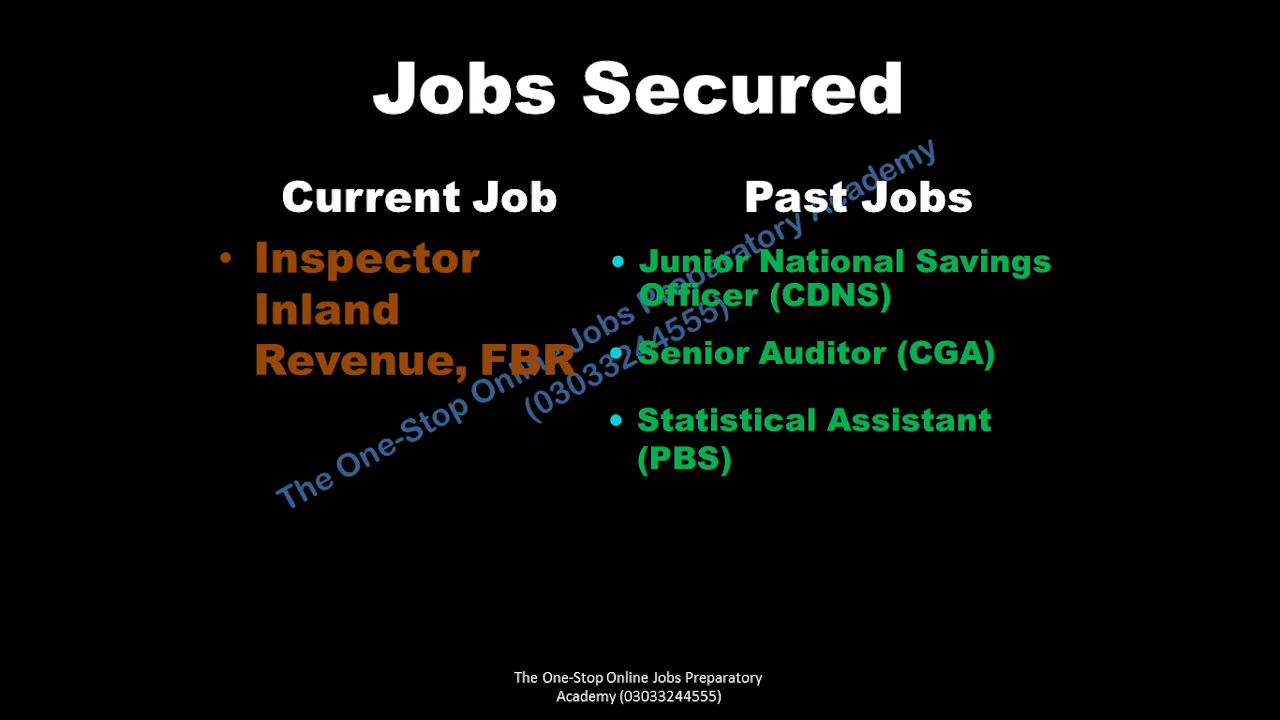 Jobs Secured
Current Job
• Inspector
Inland
Revenue, FBR
Past Jobs
• Junior National Savings
Officer (CDNS)
• Senior Auditor (CGA)
• Statistical Assistant
(PBS)
The One-Stop Online Jobs Preparatory Academy
(03033244555)
The One-Stop Online Jobs Preparatory
Academy (03033244555)